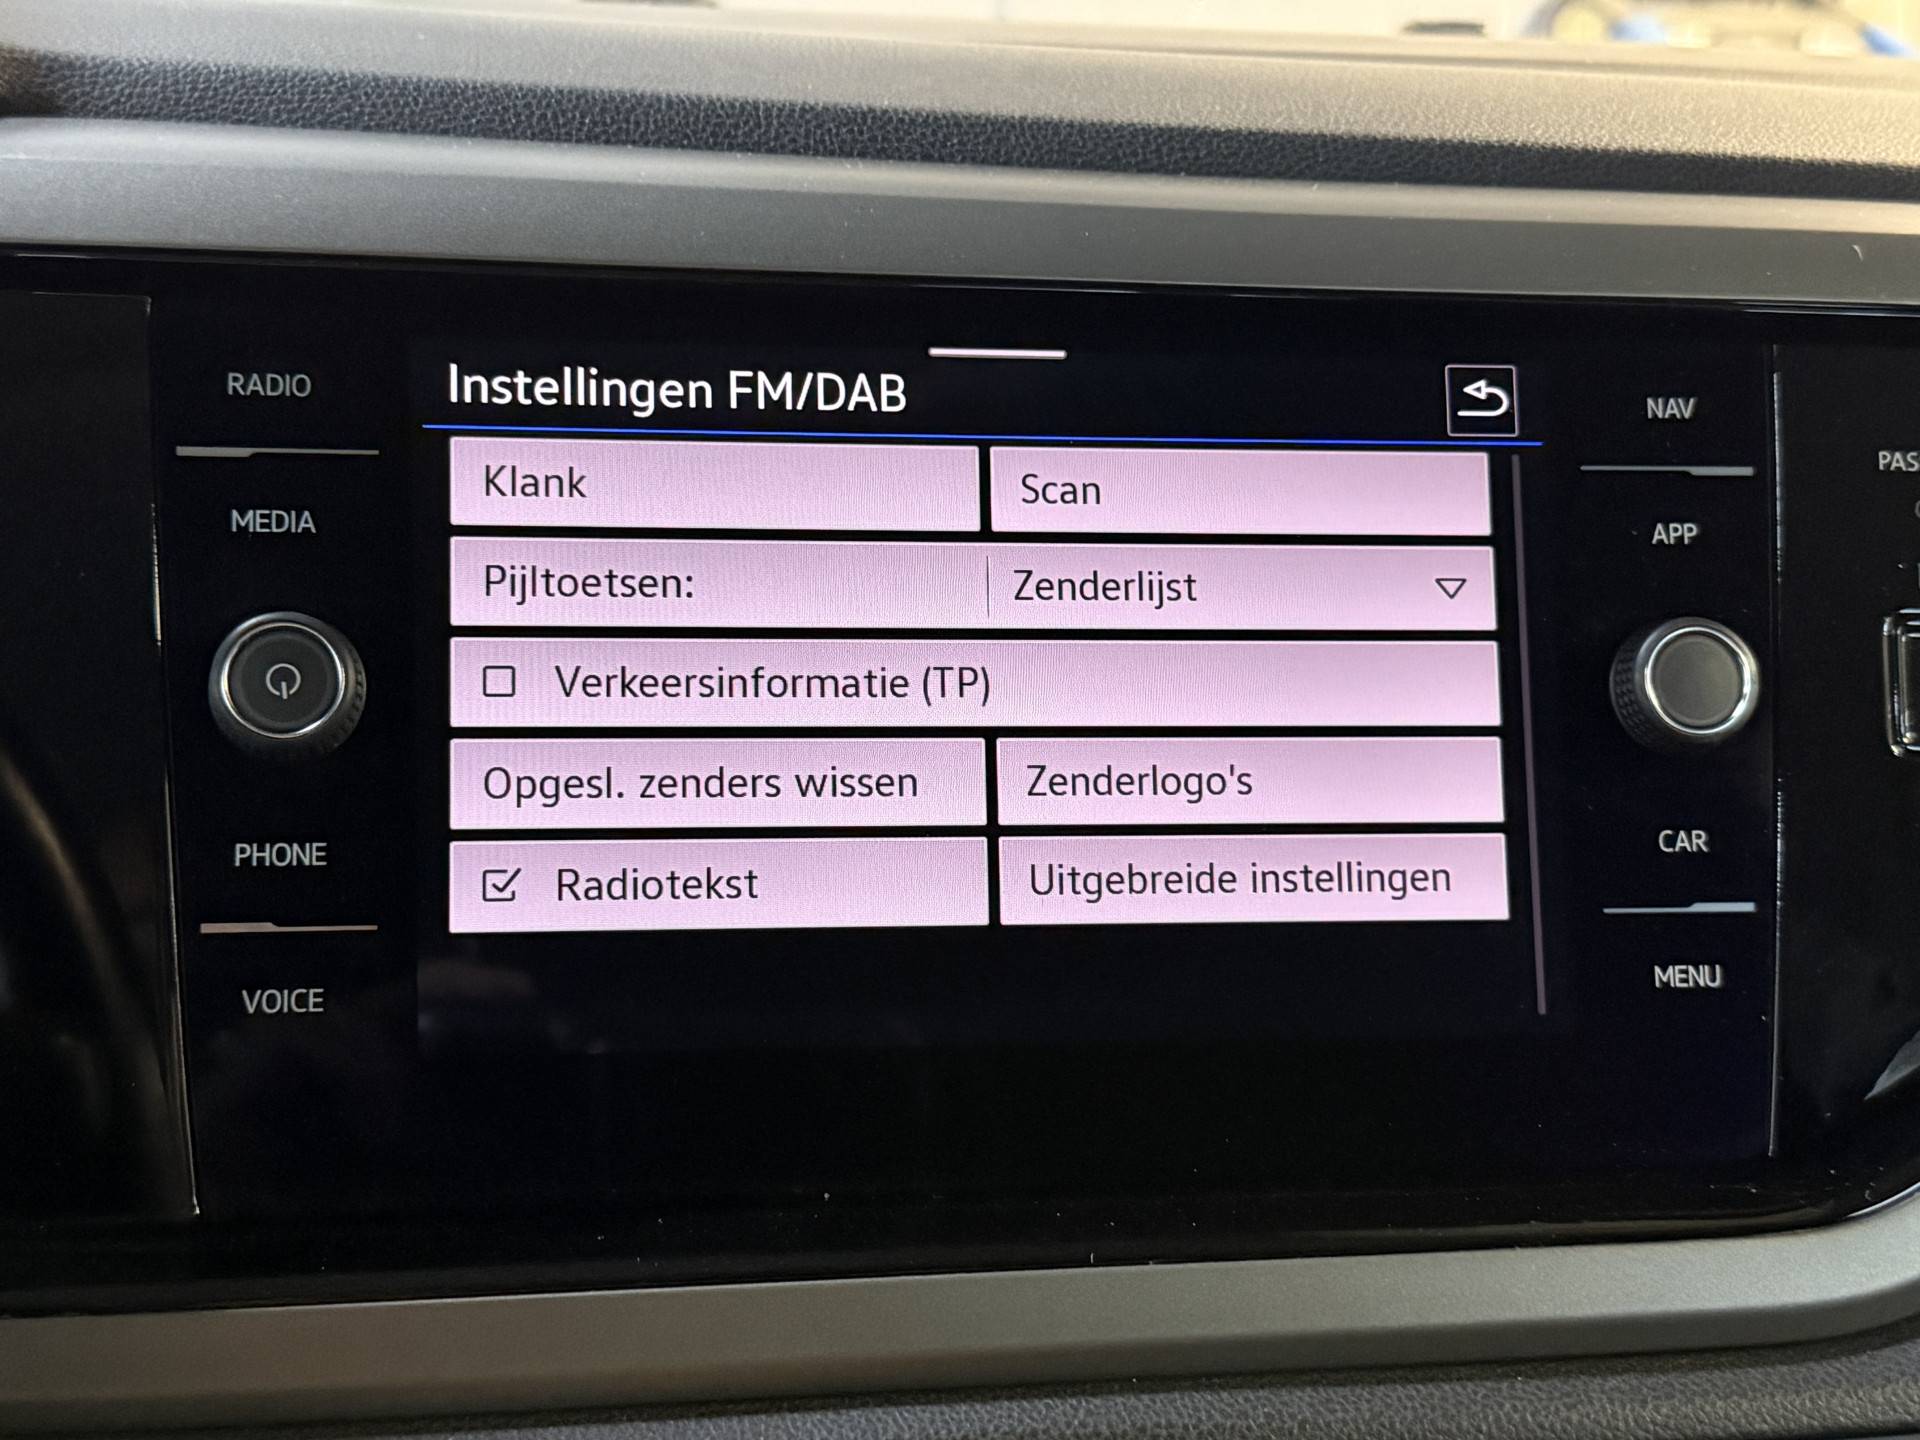 RADIO
MEDIA
PHONE
VOICE
Instellingen FM/DAB
Klank
Scan
Pijltoetsen:
Zenderlijst
Verkeersinformatie (TP)
Opgesl. zenders wissen
Zenderlogo's
Radiotekst
Uitgebreide instellingen
NAV
APP
CAR
MENU
PAS